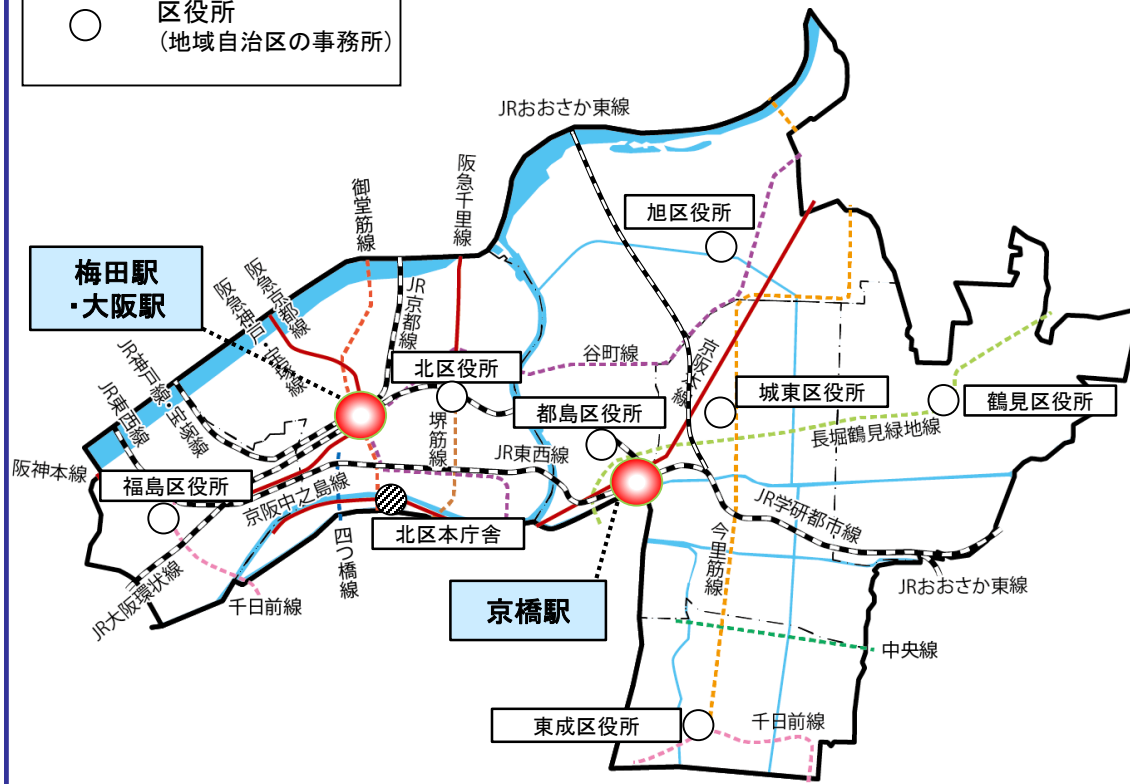 区役所
(地域自治区の事務所)
JRおおさか東線
阪急千里線
御堂筋線
旭区役所
梅田駅
・大阪駅
阪急京都線
阪急神戸・宝塚線
JR京都線
JR神戸線・宝塚線
JR東西線
北区役所
谷町線
京阪本線
都島区役所
城東区役所
鶴見区役所
長堀鶴見緑地線
堺筋線
JR東西線
阪神本線
福島区役所
京阪中之島線
北区本庁舎
四つ橋線
JR学研都市線
今里筋線
JR大阪環状線
千日前線
JRおおさか東線
京橋駅
中央線
東成区役所
千日前線